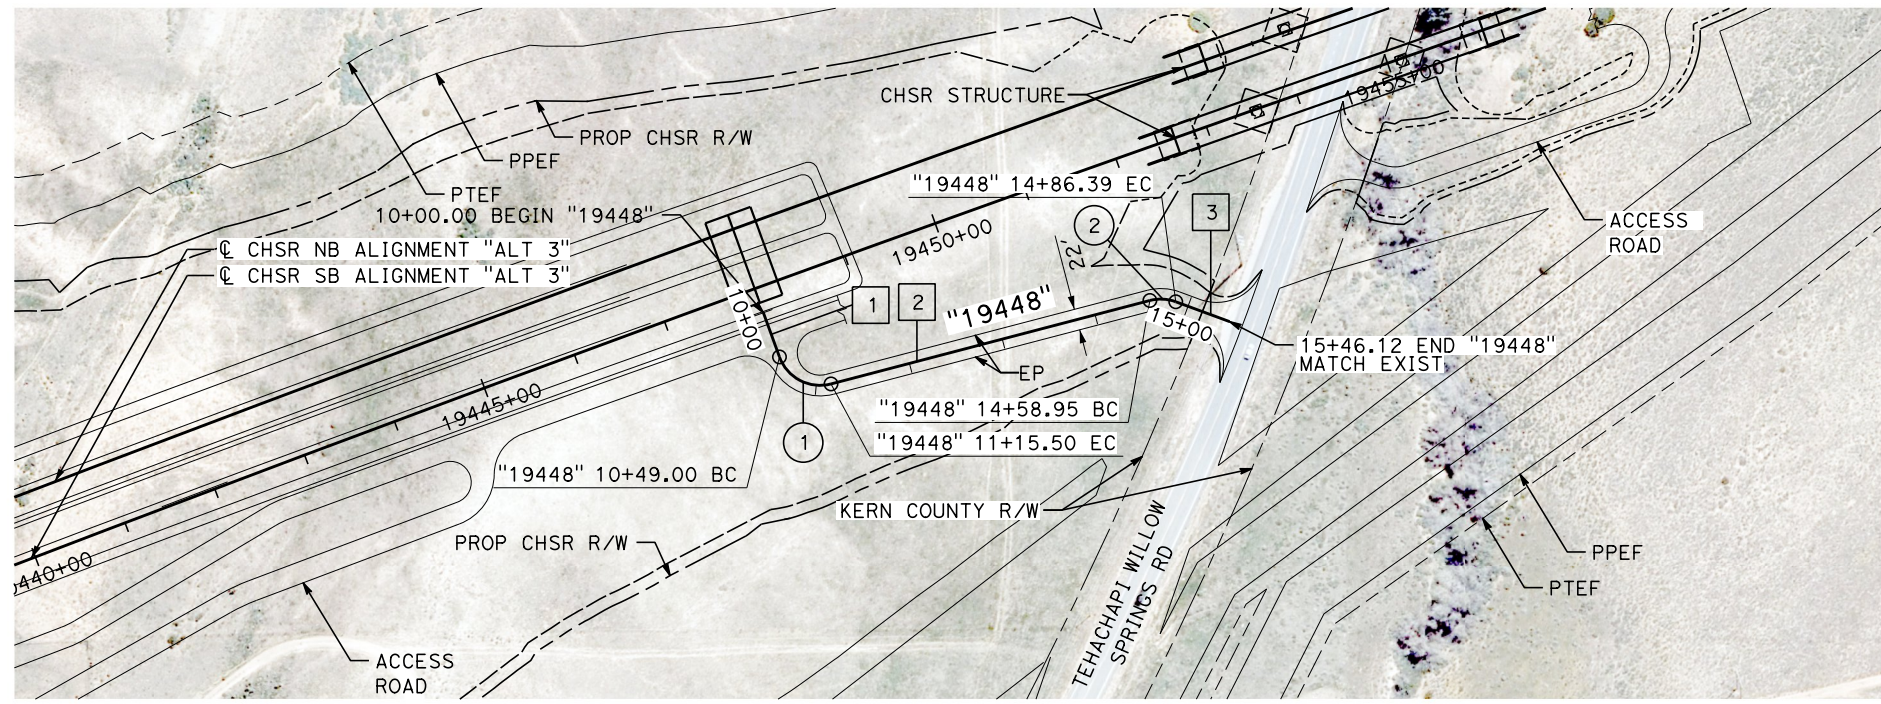 CHSR STRUCTURE
19455+00
PROP CHSR R/W
PPEF
PTEF
10+00.00 BEGIN "19448"
"19448" 14+86.39 EC
℄ CHSR NB ALIGNMENT "ALT 3"
℄ CHSR SB ALIGNMENT "ALT 3"
19450+00
22'
2
3
ACCESS
ROAD
10+00
1
2
"19448"
15+00
15+46.12 END "19448"
MATCH EXIST
EP
19445+00
"19448" 14+58.95 BC
"19448" 11+15.50 EC
1
"19448" 10+49.00 BC
KERN COUNTY R/W
PROP CHSR R/W
440+00
PPEF
PTEF
TEHACHAPI WILLOW
SPRINGS RD
ACCESS
ROAD